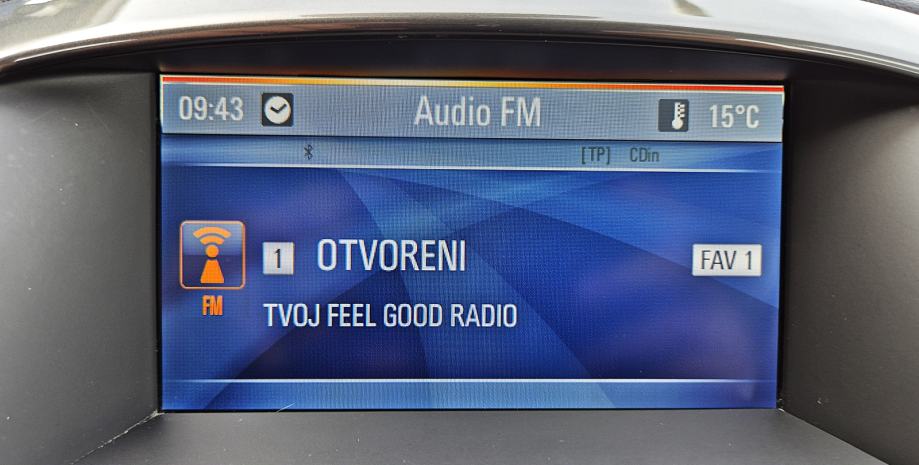 09:43 Audio FM 15°C
[TP] CDin
1 OTVORENI FAV 1
FM
TVOJ FEEL GOOD RADIO